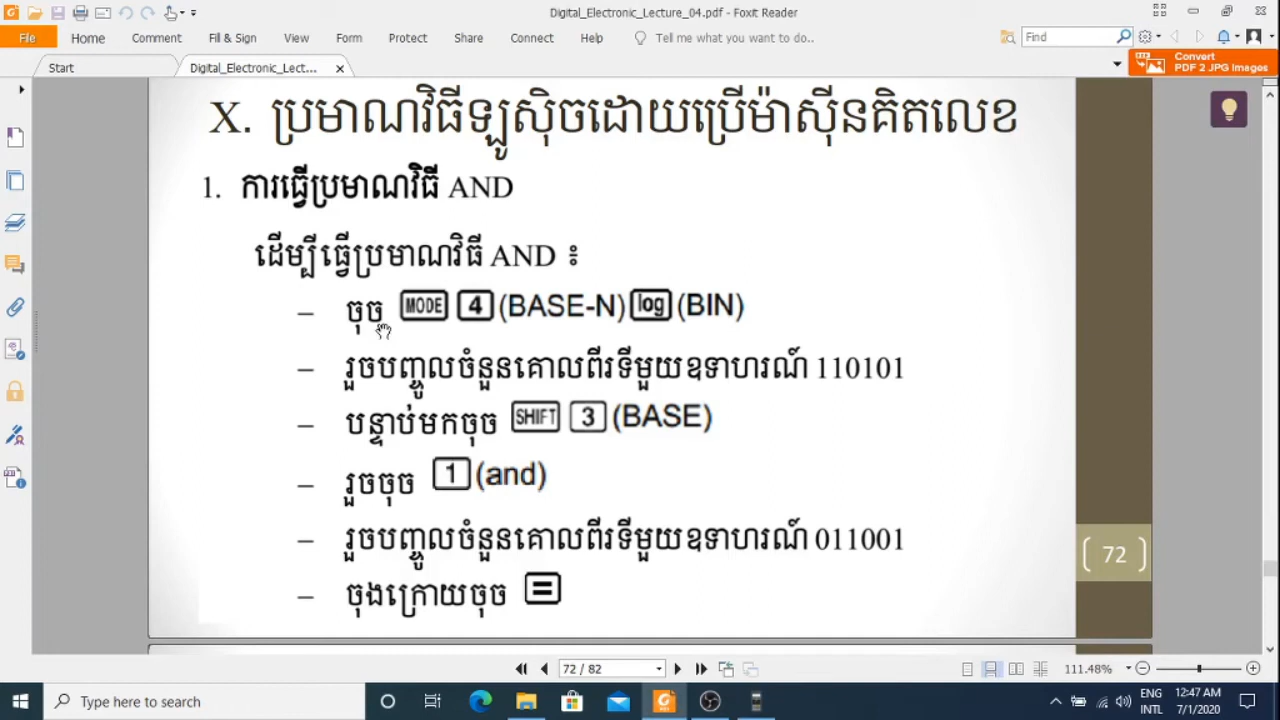 Digital_Electronic_Lecture_04.pdf - Foxit Reader
File Home Comment Fill & Sign View Form Protect Share Connect Help Tell me what you want to do.. Find
Start Digital_Electronic_Lect... Convert
PDF 2 JPG Images
X. ប្រមាណវិធីឡូស៊ិចដោយប្រើម៉ាស៊ីនគិតលេខ
1. ការធ្វើប្រមាណវិធី AND
ដើម្បីធ្វើប្រមាណវិធី AND ៖
– ចុច MODE 4 (BASE-N) log (BIN)
– រួចបញ្ចូលចំនួនគោលពីរទីមួយឧទាហរណ៍ 110101
– បន្ទាប់មកចុច SHIFT 3 (BASE)
– រួចចុច 1 (and)
– រួចបញ្ចូលចំនួនគោលពីរទីមួយឧទាហរណ៍ 011001
– ចុងក្រោយចុច =
72
72 / 82 111.48%
Type here to search
ENG
INTL
12:47 AM
7/1/2020